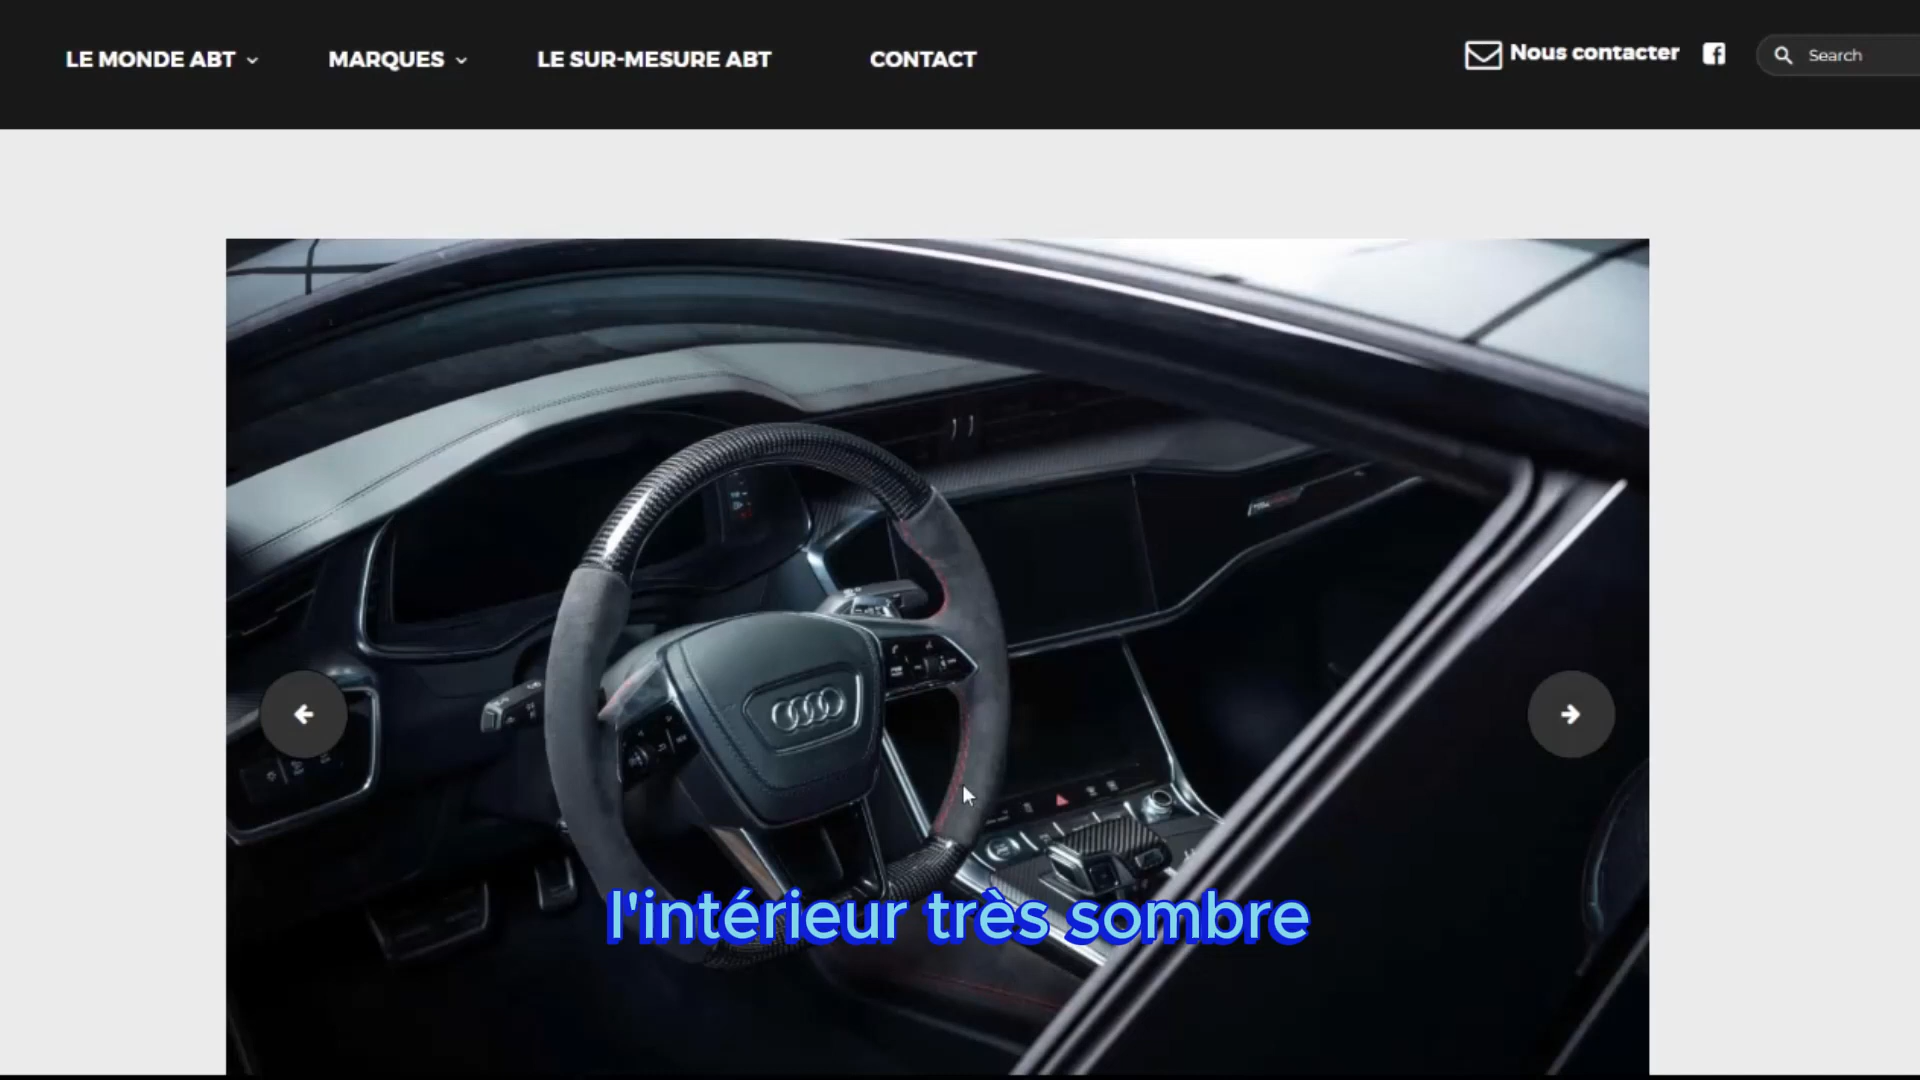 LE MONDE ABT
MARQUES
LE SUR-MESURE ABT
CONTACT
Nous contacter
Search
l'intérieur très sombre